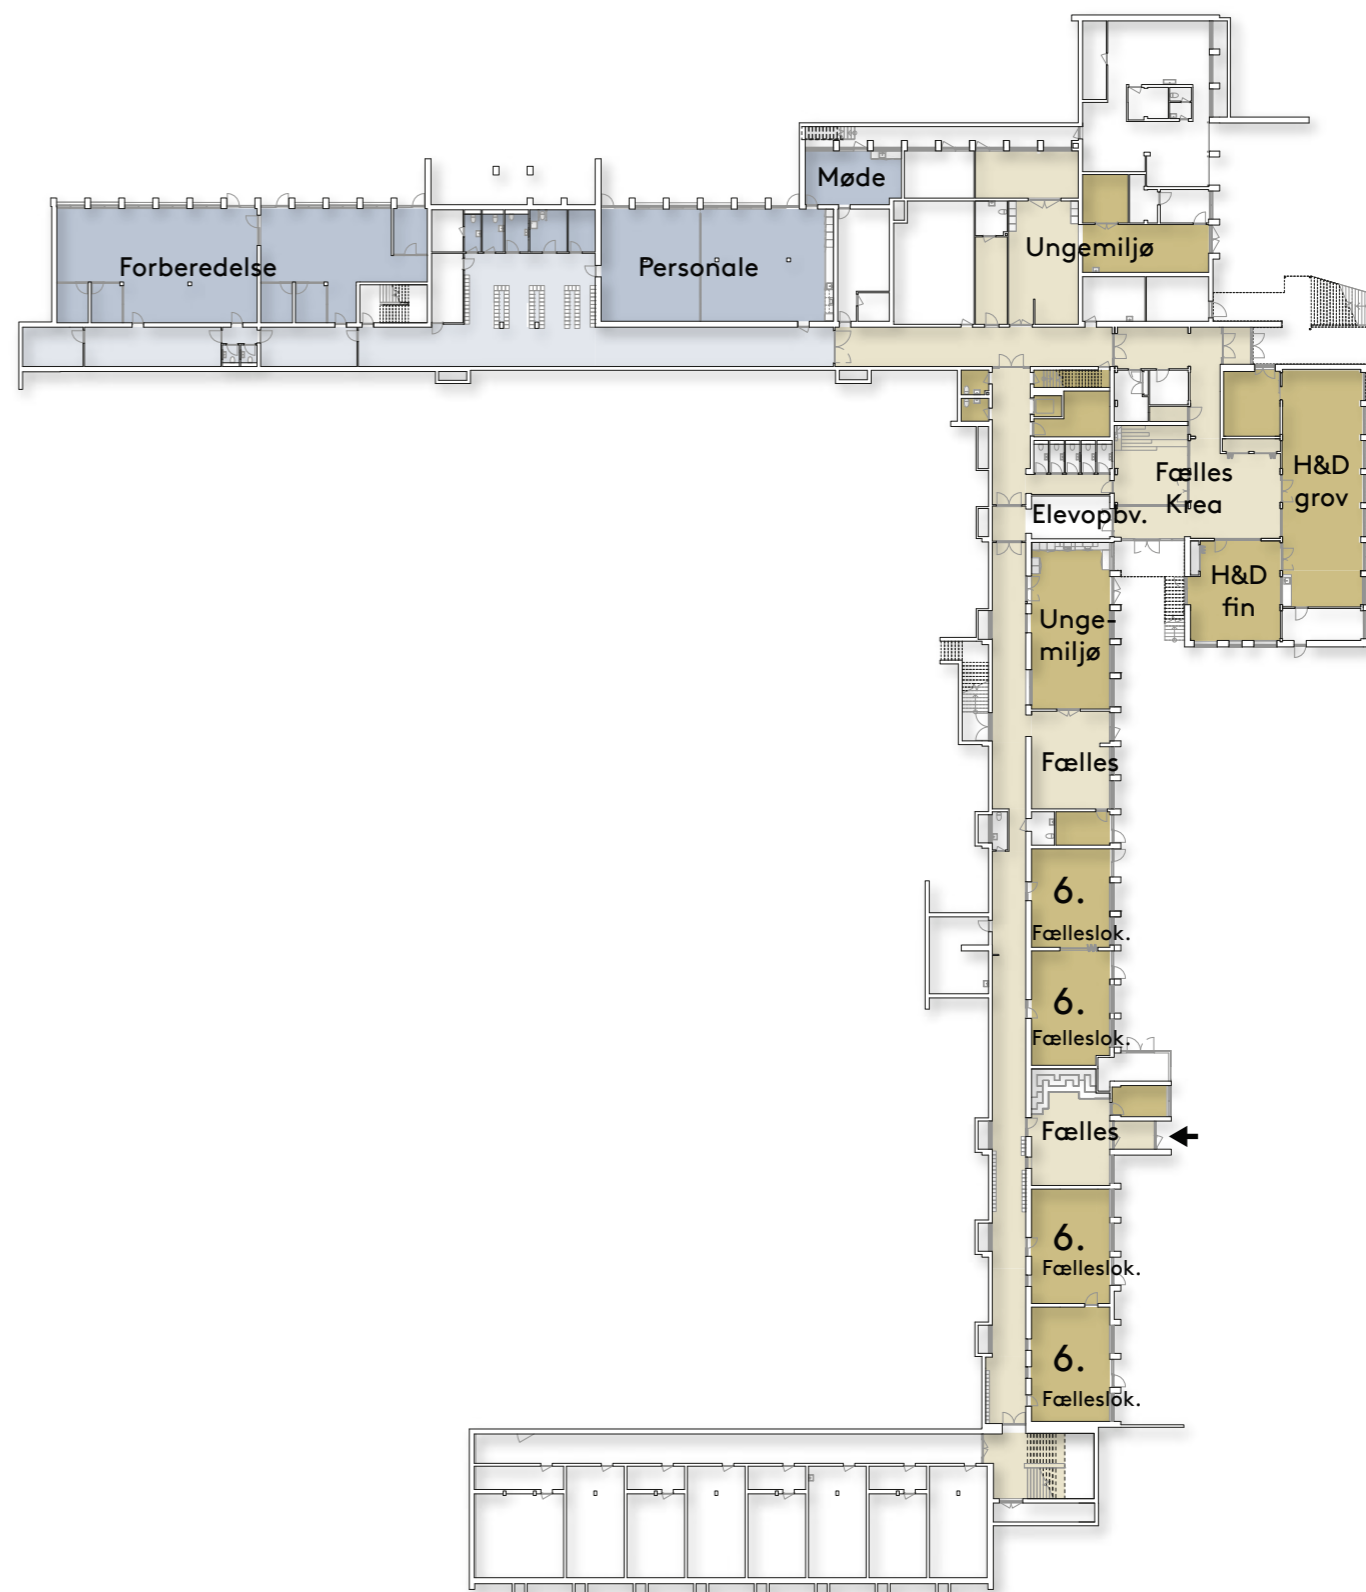 Møde
Forberedelse
Personale
Ungemiljø
Fælles
Krea
H&D
grov
Elevopbv.
H&D
fin
Unge-
miljø
Fælles
6.
Fælleslok.
6.
Fælleslok.
Fælles
6.
Fælleslok.
6.
Fælleslok.